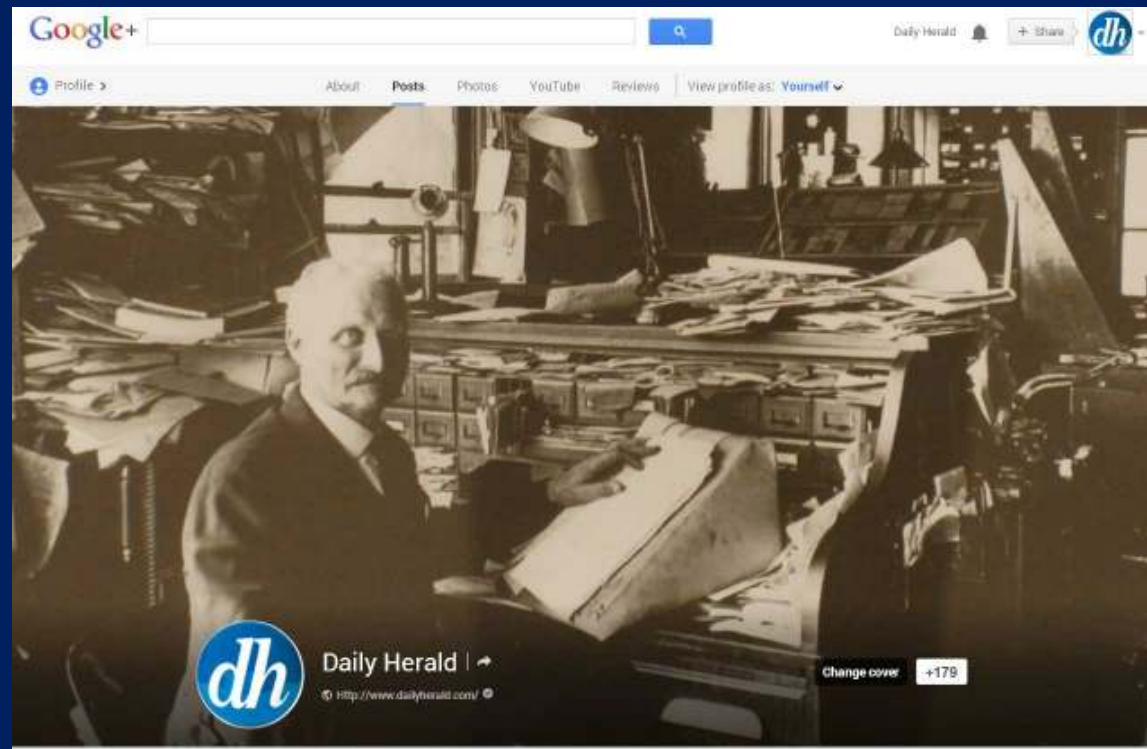 Google+
Daily Herald + Share dh
Profile >
About Posts Photos YouTube Reviews View profile as: Yourself
dh
Daily Herald
Change cover +179
Http://www.dailyherald.com/